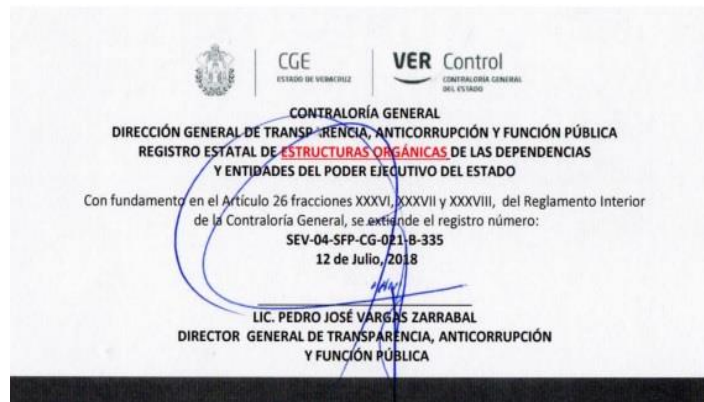 CGE
ESTADO DE VERACRUZ
VER Control
CONTRALORÍA GENERAL
DEL ESTADO
CONTRALORÍA GENERAL
DIRECCIÓN GENERAL DE TRANSPARENCIA, ANTICORRUPCIÓN Y FUNCIÓN PÚBLICA
REGISTRO ESTATAL DE ESTRUCTURAS ORGÁNICAS DE LAS DEPENDENCIAS
Y ENTIDADES DEL PODER EJECUTIVO DEL ESTADO
Con fundamento en el Artículo 26 fracciones XXXVI, XXXVII y XXXVIII, del Reglamento Interior
de la Contraloría General, se extiende el registro número:
SEV-04-SFP-CG-021-B-335
12 de Julio, 2018
LIC. PEDRO JOSÉ VARGAS ZARRABAL
DIRECTOR GENERAL DE TRANSPARENCIA, ANTICORRUPCIÓN
Y FUNCIÓN PÚBLICA